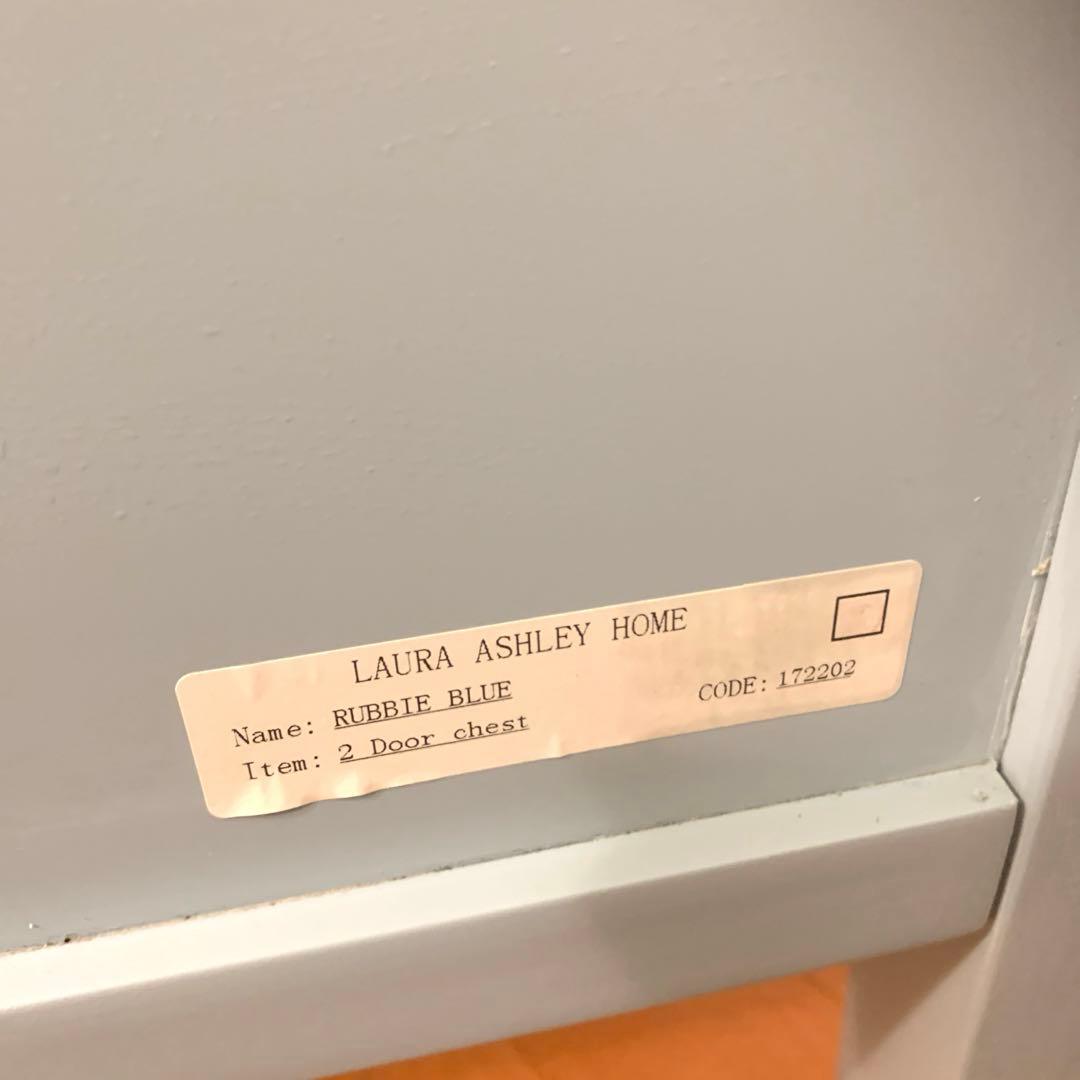 LAURA ASHLEY HOME
Name: RUBBIE BLUE
CODE: 172202
Item: 2 Door chest